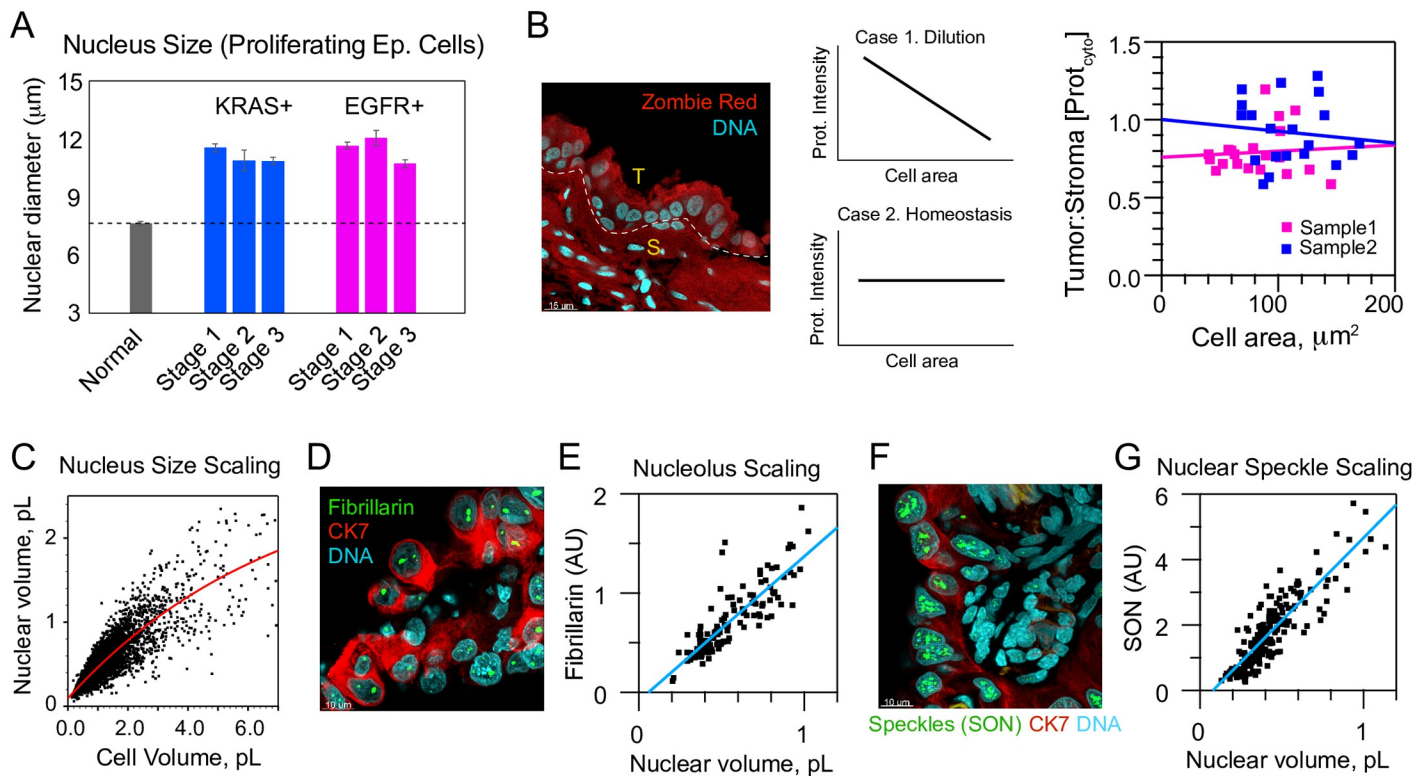 A
Nucleus Size (Proliferating Ep. Cells)
Nuclear diameter (μm)
15
12
9
6
3
KRAS+
EGFR+
Normal
Stage 1
Stage 2
Stage 3
Stage 1
Stage 2
Stage 3
B
Zombie Red
DNA
T
S
15 μm
Case 1. Dilution
Prot. Intensity
Cell area
Case 2. Homeostasis
Prot. Intensity
Cell area
Tumor:Stroma [Prot_cyto]
1.5
1.0
0.5
0.0
Sample1
Sample2
0
100
200
Cell area, μm²
C
Nucleus Size Scaling
Nuclear volume, pL
2
1
0
0.0
2.0
4.0
6.0
Cell Volume, pL
D
Fibrillarin
CK7
DNA
10 μm
E
Nucleolus Scaling
Fibrillarin (AU)
2
1
0
0
1
Nuclear volume, pL
F
10 μm
Speckles (SON) CK7 DNA
G
Nuclear Speckle Scaling
SON (AU)
6
4
2
0
0
1
Nuclear volume, pL